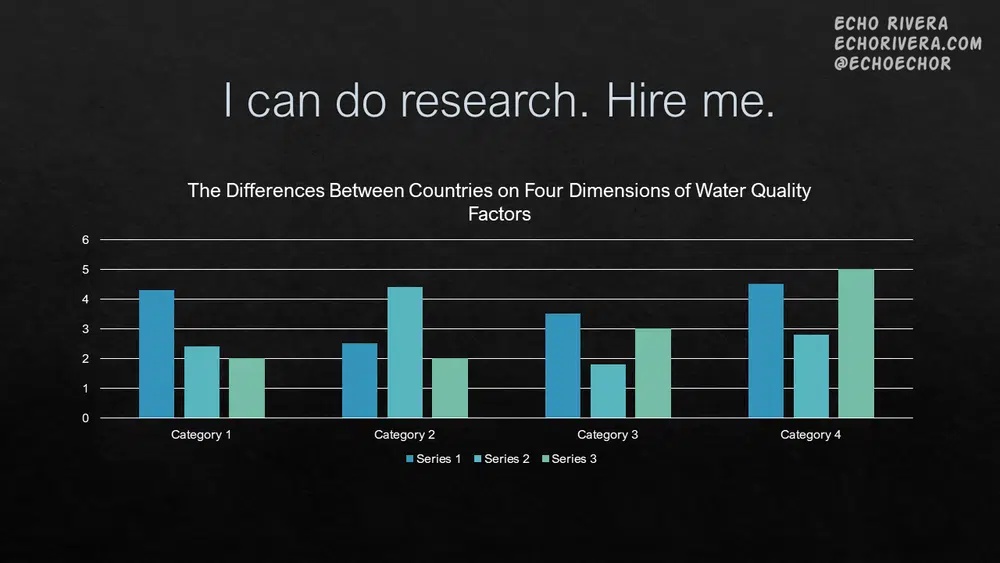 ECHO RIVERA
ECHORIVERA.COM
@ECHOECHOR
I can do research. Hire me.
The Differences Between Countries on Four Dimensions of Water Quality
Factors
6
5
4
3
2
1
0
Category 1
Category 2
Category 3
Category 4
Series 1 Series 2 Series 3